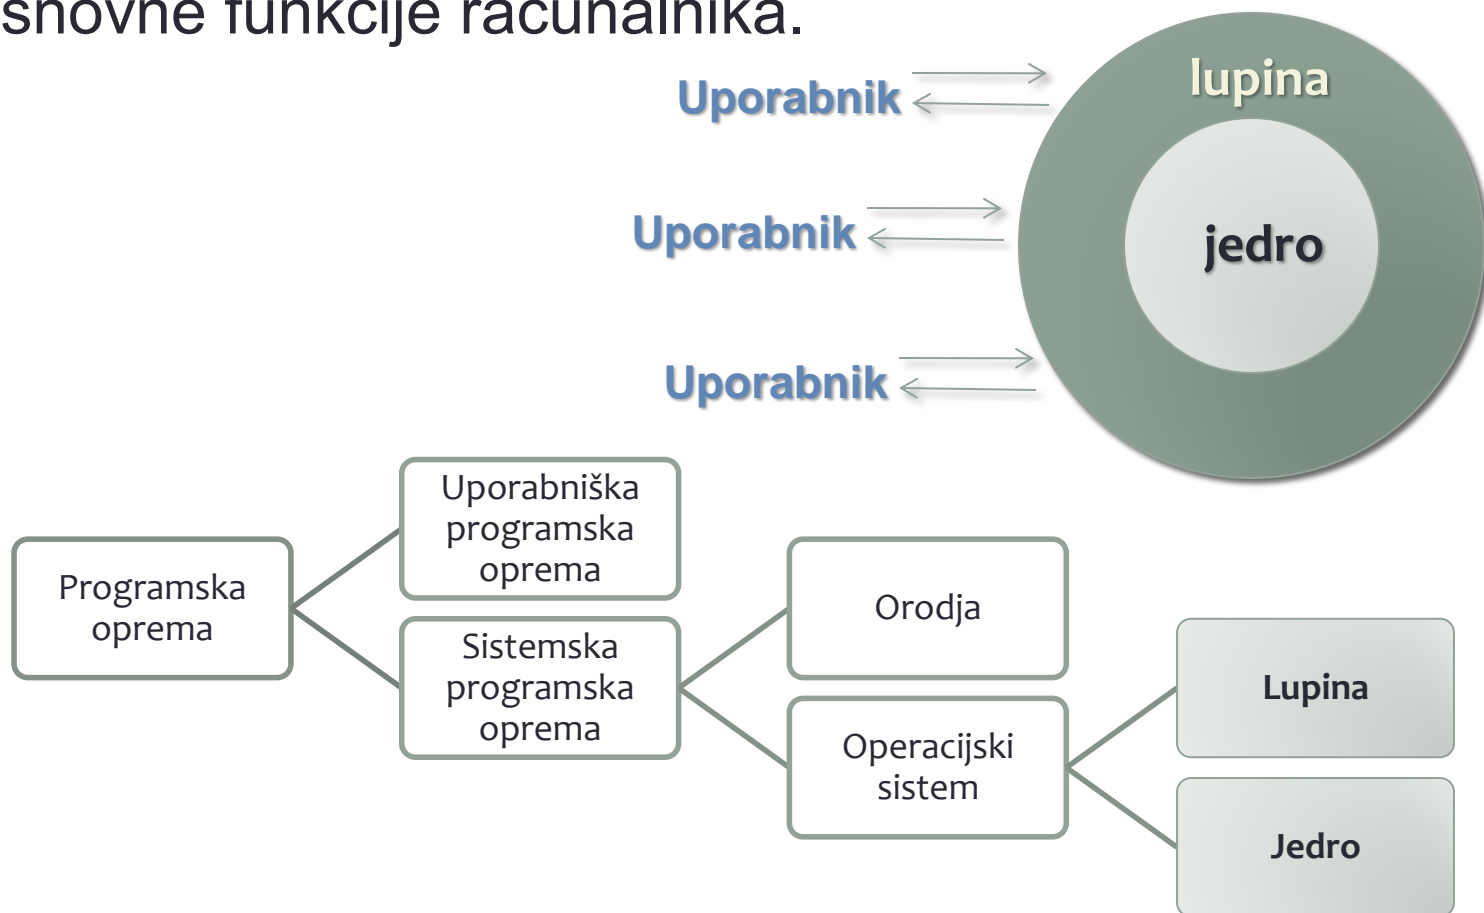 snovne funkcije računalnika.
lupina
Uporabnik
jedro
Uporabnik
Uporabnik
Uporabniška
programska
oprema
Programska
oprema
Orodja
Sistemska
programska
oprema
Lupina
Operacijski
sistem
Jedro